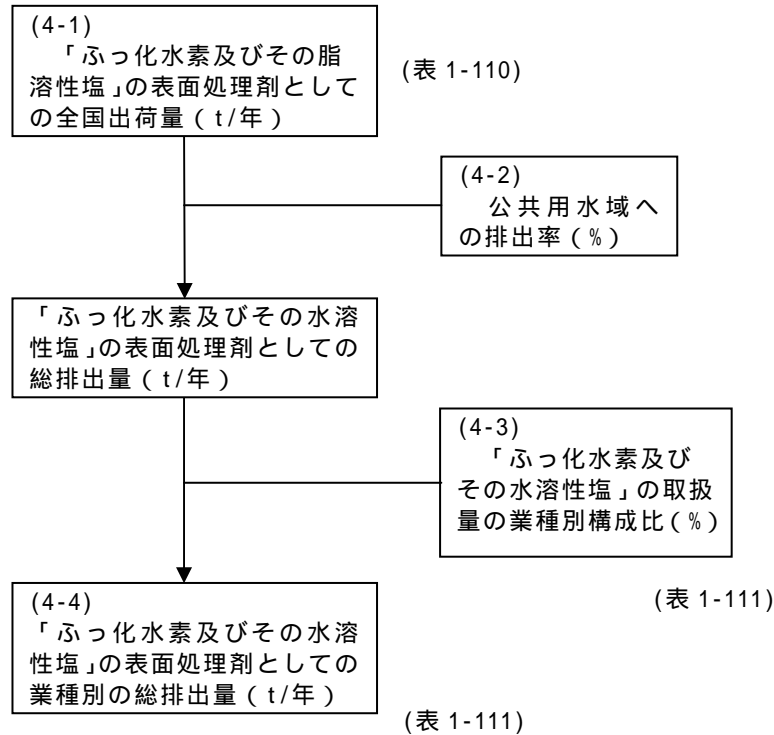 (4-1)
「ふっ化水素及びその脂
溶性塩」の表面処理剤として
の全国出荷量（t/年）
(表 1-110)
(4-2)
公共用水域へ
の排出率（%）
「ふっ化水素及びその水溶
性塩」の表面処理剤としての
総排出量（t/年）
(4-3)
「ふっ化水素及び
その水溶性塩」の取扱
量の業種別構成比（%）
(表 1-111)
(4-4)
「ふっ化水素及びその水溶
性塩」の表面処理剤としての
業種別の総排出量（t/年）
(表 1-111)